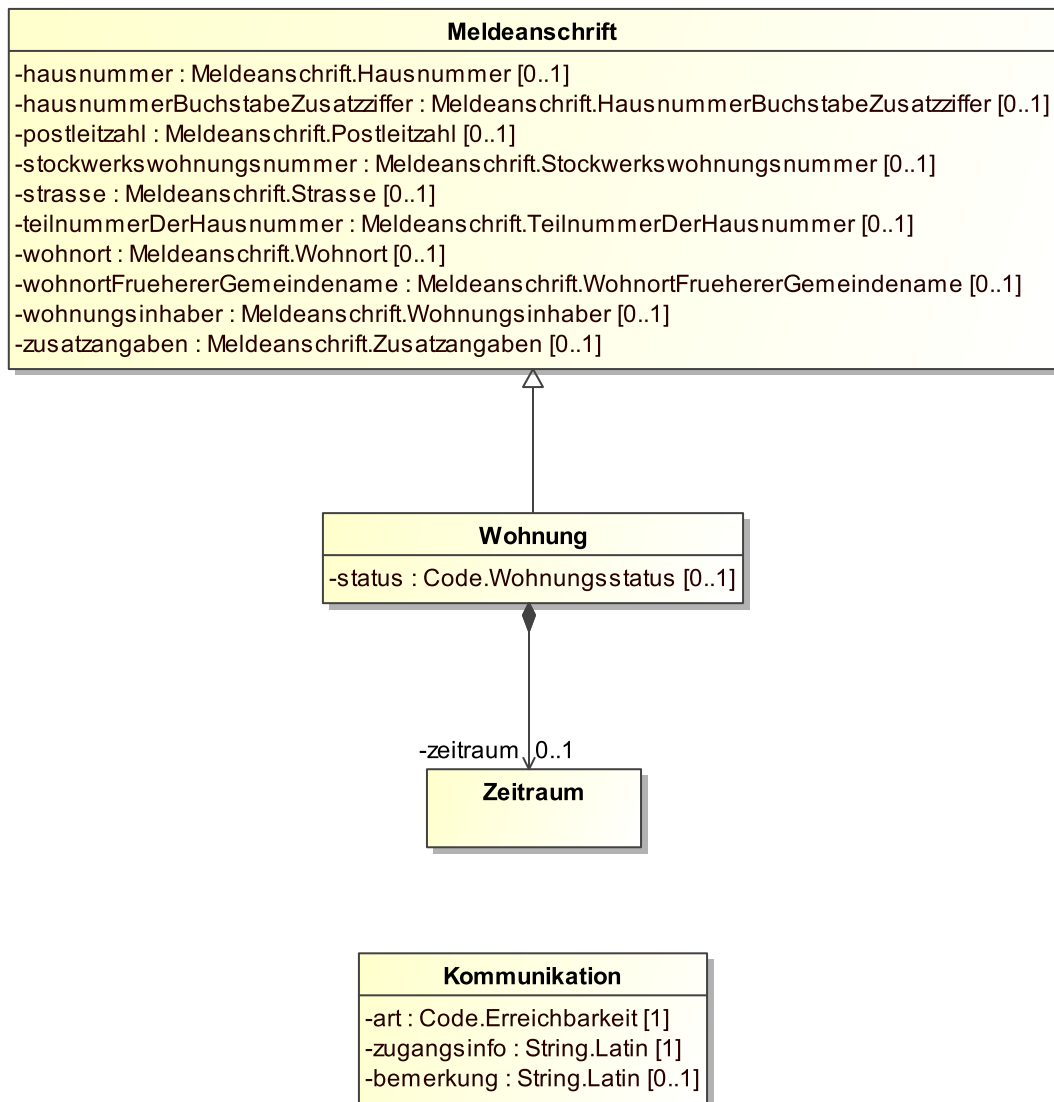 Meldeanschrift
-hausnummer : Meldeanschrift.Hausnummer [0..1]
-hausnummerBuchstabeZusatzziffer : Meldeanschrift.HausnummerBuchstabeZusatzziffer [0..1]
-postleitzahl : Meldeanschrift.Postleitzahl [0..1]
-stockwerkswohnungsnummer : Meldeanschrift.Stockwerkswohnungsnummer [0..1]
-strasse : Meldeanschrift.Strasse [0..1]
-teilnummerDerHausnummer : Meldeanschrift.TeilnummerDerHausnummer [0..1]
-wohnort : Meldeanschrift.Wohnort [0..1]
-wohnortFruehererGemeindename : Meldeanschrift.WohnortFruehererGemeindename [0..1]
-wohnungsinhaber : Meldeanschrift.Wohnungsinhaber [0..1]
-zusatzangaben : Meldeanschrift.Zusatzangaben [0..1]
Wohnung
-status : Code.Wohnungsstatus [0..1]
-zeitraum 0..1
Zeitraum
Kommunikation
-art : Code.Erreichbarkeit [1]
-zugangsinfo : String.Latin [1]
-bemerkung : String.Latin [0..1]